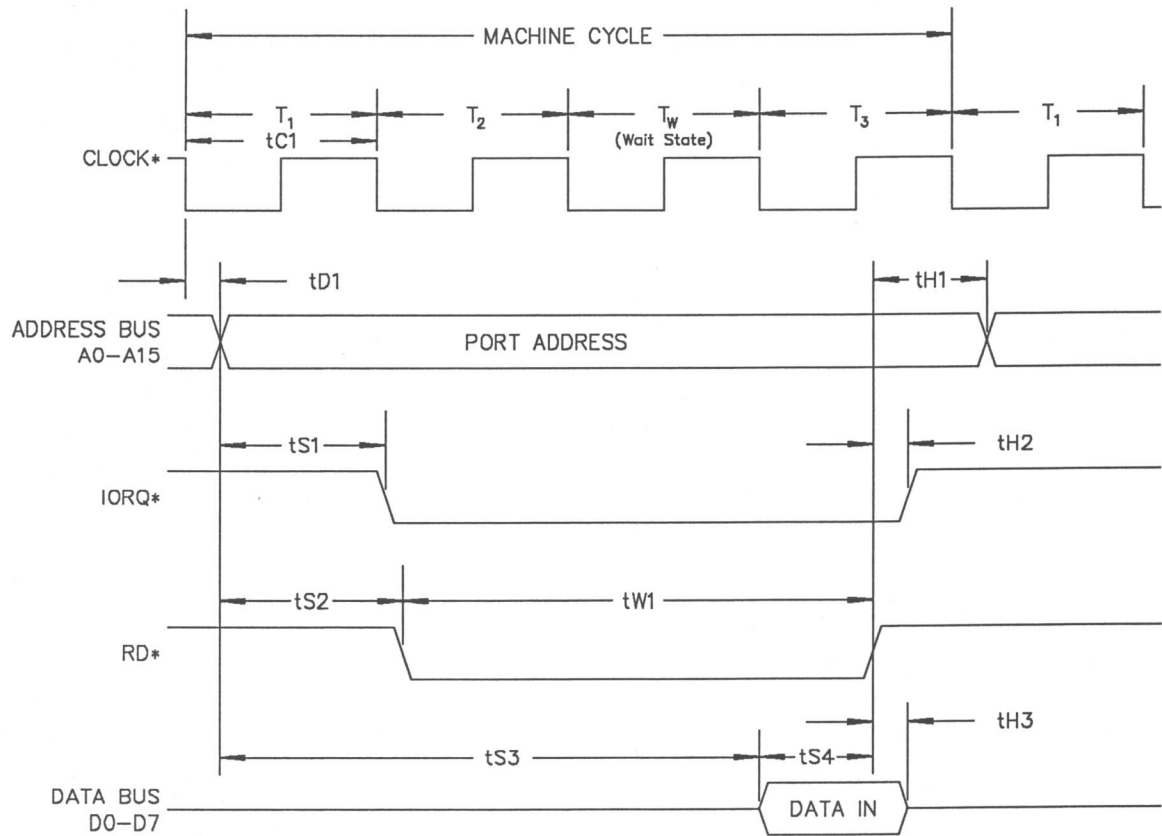 MACHINE CYCLE
T1 T2 TW T3 T1
(Wait State)
tC1
CLOCK*
tD1 tH1
ADDRESS BUS
A0-A15
PORT ADDRESS
tS1 tH2
IORQ*
tS2 tW1
RD*
tH3
tS3 tS4
DATA BUS
D0-D7
DATA IN